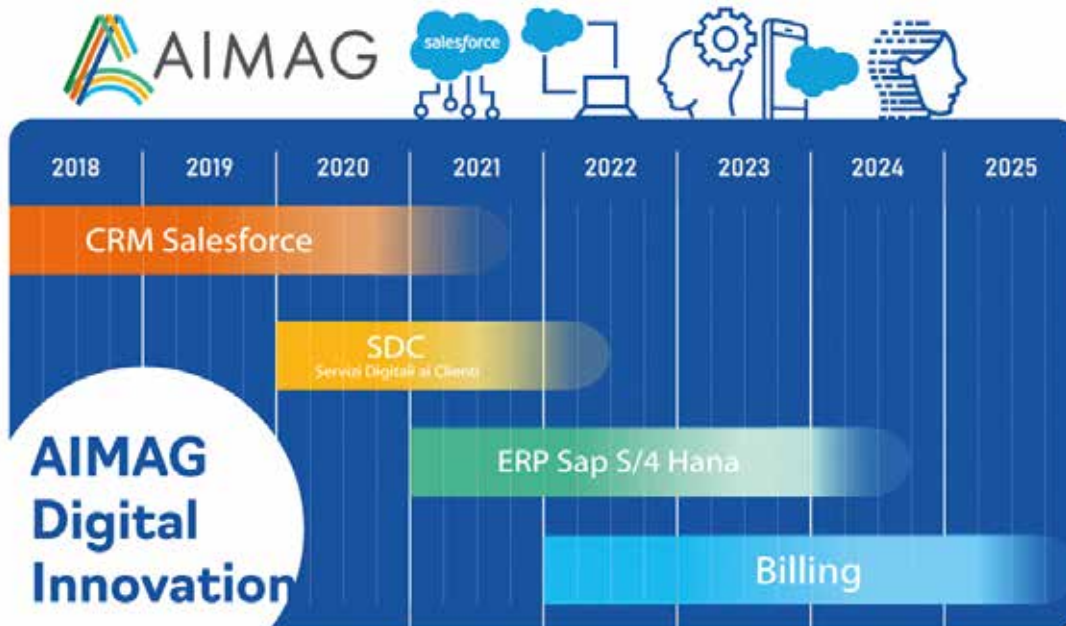 AIMAG
salesforce
2018 2019 2020 2021 2022 2023 2024 2025
CRM Salesforce
SDC
Servizi Digitali ai Clienti
ERP Sap S/4 Hana
Billing
AIMAG
Digital
Innovation